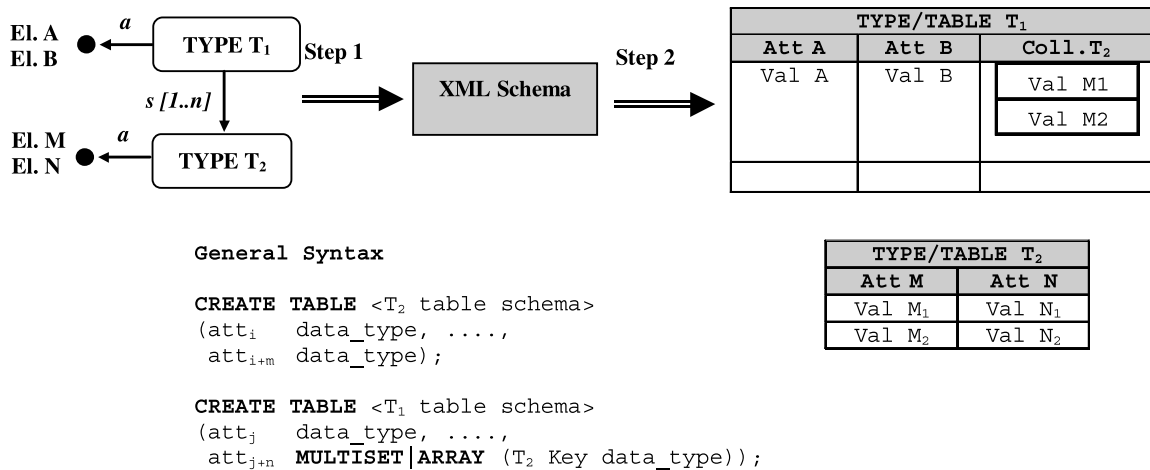 El. A
El. B
a
TYPE T₁
s [1..n]
El. M
El. N
a
TYPE T₂
Step 1
XML Schema
Step 2
TYPE/TABLE T₁
Att A Att B Coll.T₂
Val A Val B Val M1
Val M2
TYPE/TABLE T₂
Att M Att N
Val M₁ Val N₁
Val M₂ Val N₂
General Syntax
CREATE TABLE <T₂ table schema>
(attᵢ data_type, ....,
attᵢ₊ₘ data_type);
CREATE TABLE <T₁ table schema>
(attⱼ data_type, ....,
attⱼ₊ₙ MULTISET|ARRAY (T₂ Key data_type));